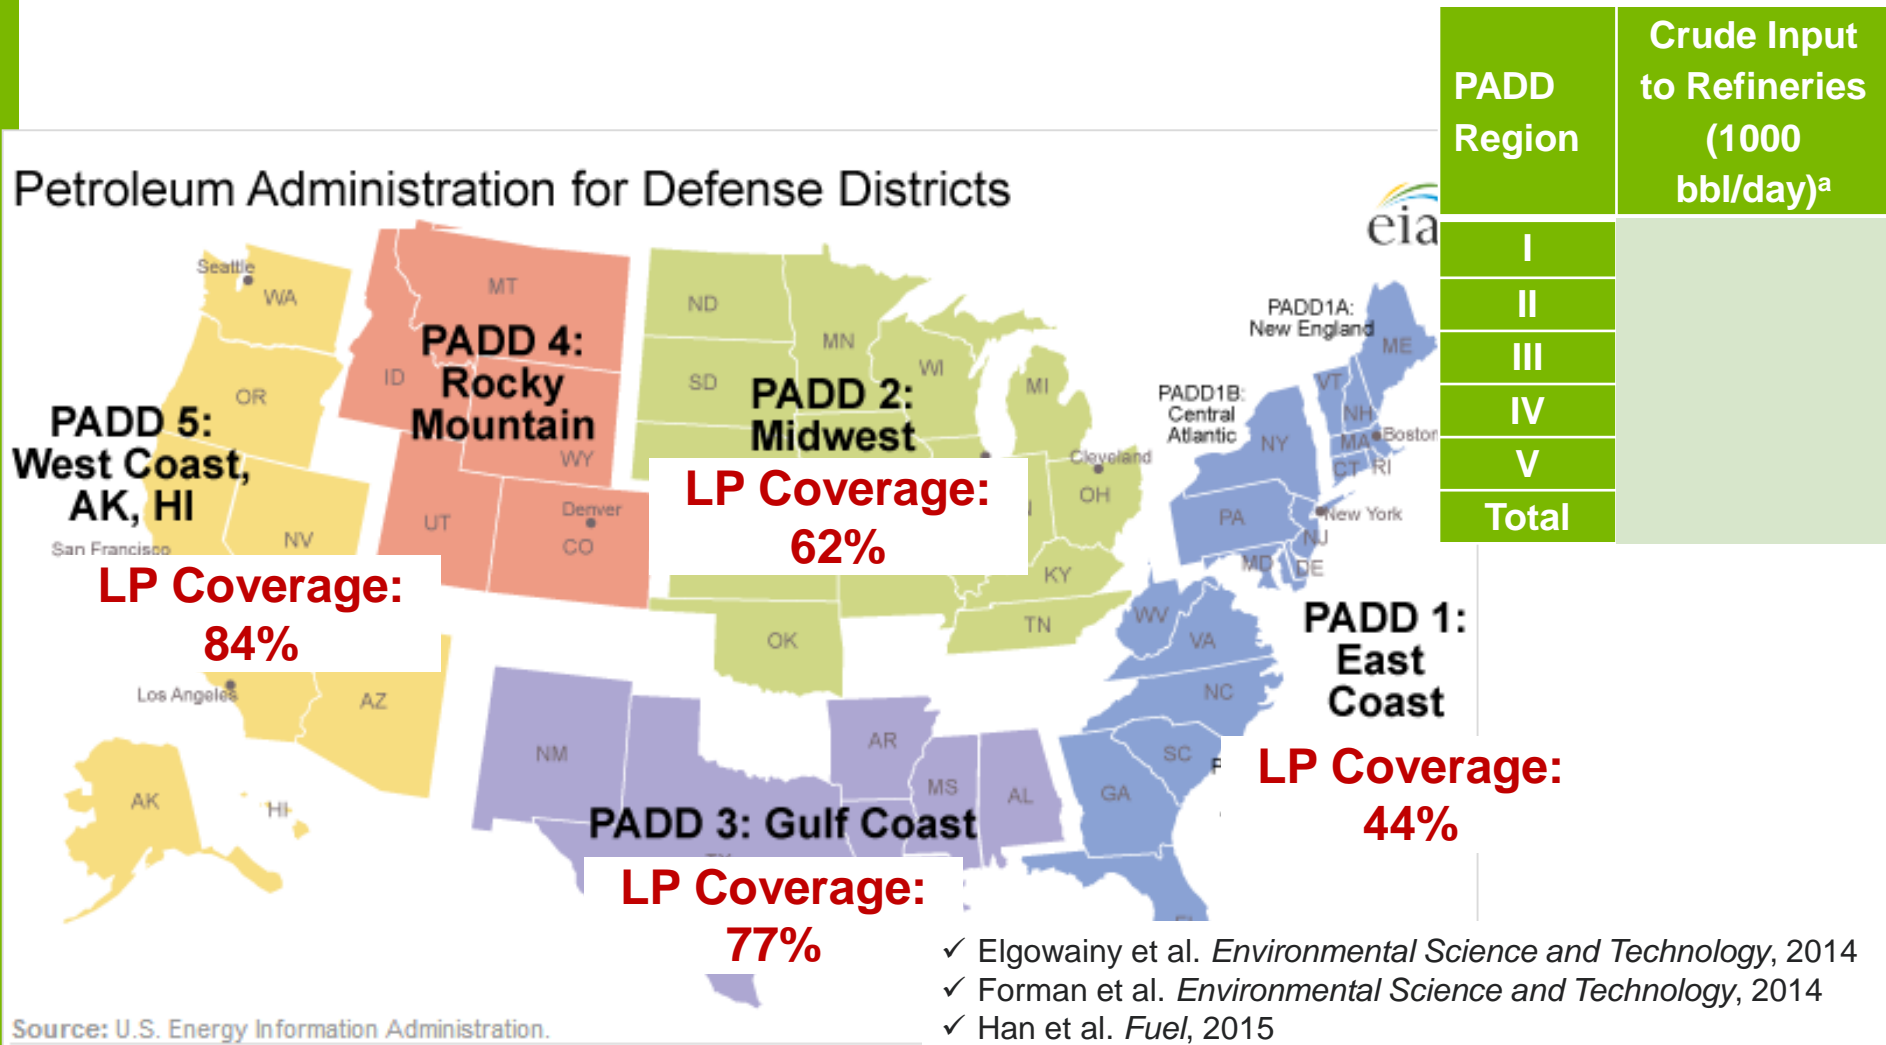 PADD
Region
Crude Input
to Refineries
(1000
bbl/day)ª
I
II
III
IV
V
Total
Petroleum Administration for Defense Districts
eia
Seattle
WA
OR
PADD 5:
West Coast,
AK, HI
San Francisco
NV
LP Coverage:
84%
Los Angeles
AZ
AK
HI
MT
PADD 4:
ID
Rocky
Mountain
WY
UT
Denver
CO
ND
MN
SD
WI
MI
PADD 2:
Midwest
LP Coverage:
62%
Cleveland
OH
KY
TN
OK
PADD1A:
New England
ME
VT
NH
MA
Boston
CT
RI
PADD1B:
Central
Atlantic
NY
PA
New York
NJ
MD
DE
WV
VA
NC
SC
GA
PADD 1:
East
Coast
LP Coverage:
44%
NM
AR
MS
AL
PADD 3: Gulf Coast
LP Coverage:
77%
✓ Elgowainy et al. Environmental Science and Technology, 2014
✓ Forman et al. Environmental Science and Technology, 2014
✓ Han et al. Fuel, 2015
Source: U.S. Energy Information Administration.